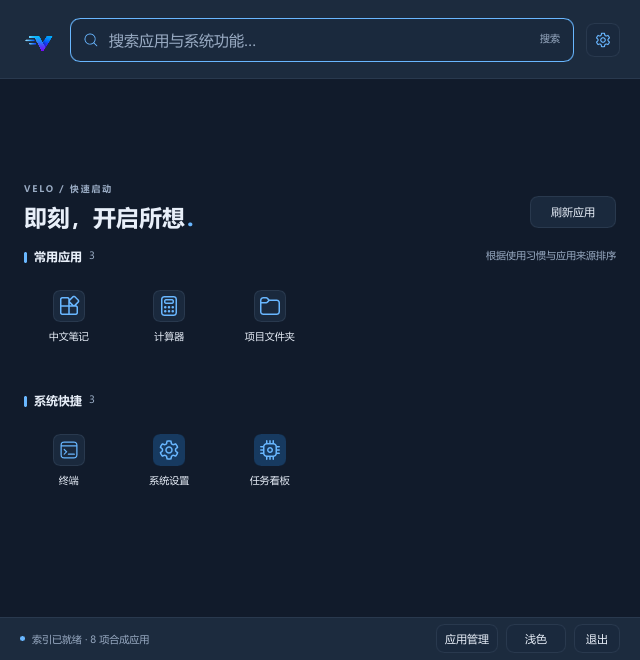 搜索应用与系统功能...
搜索
VELO / 快速启动
即刻，开启所想.
刷新应用
常用应用 3
根据使用习惯与应用来源排序
中文笔记
计算器
项目文件夹
系统快捷 3
终端
系统设置
任务看板
索引已就绪 · 8 项合成应用
应用管理
浅色
退出